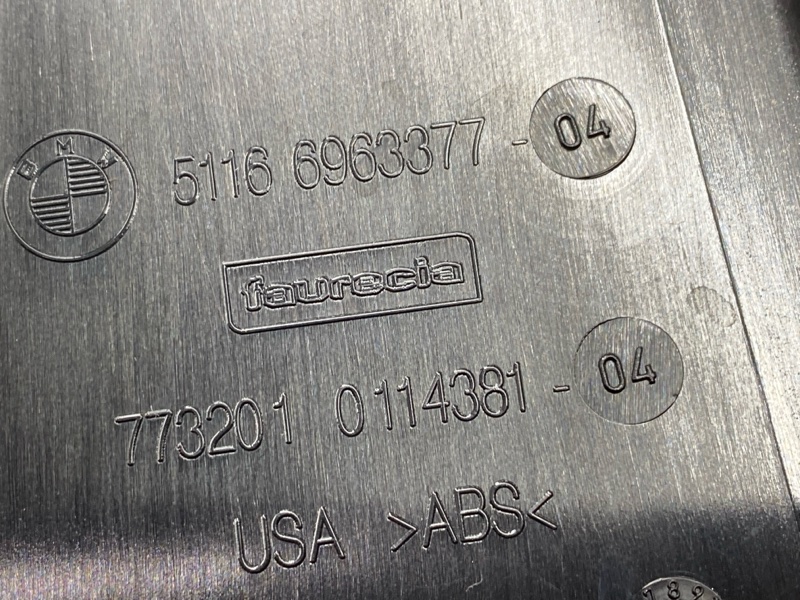 BMW
5116 6963377 - 04
faurecia
773201 0114381 - 04
USA >ABS<